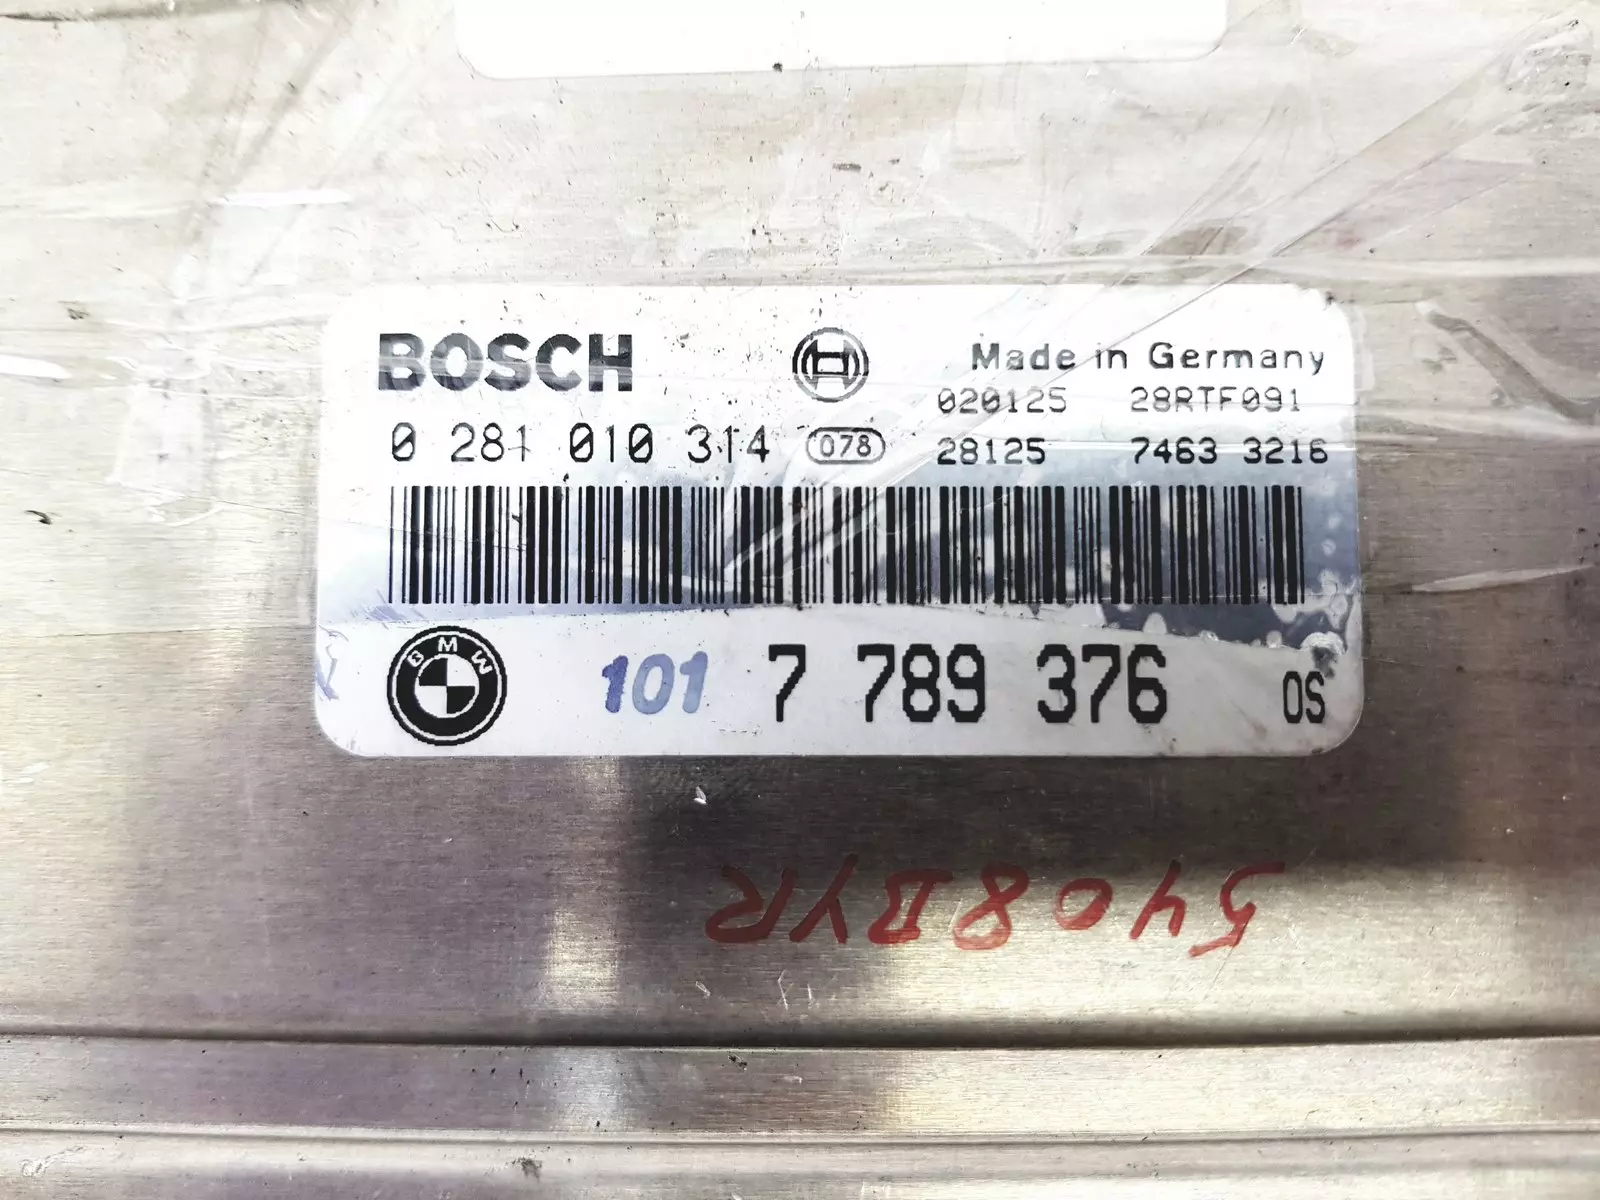 BOSCH
Made in Germany
020125 28RTF091
0 281 010 314 078 28125 7463 3216
BMW 101 7 789 376 OS
5408BYR